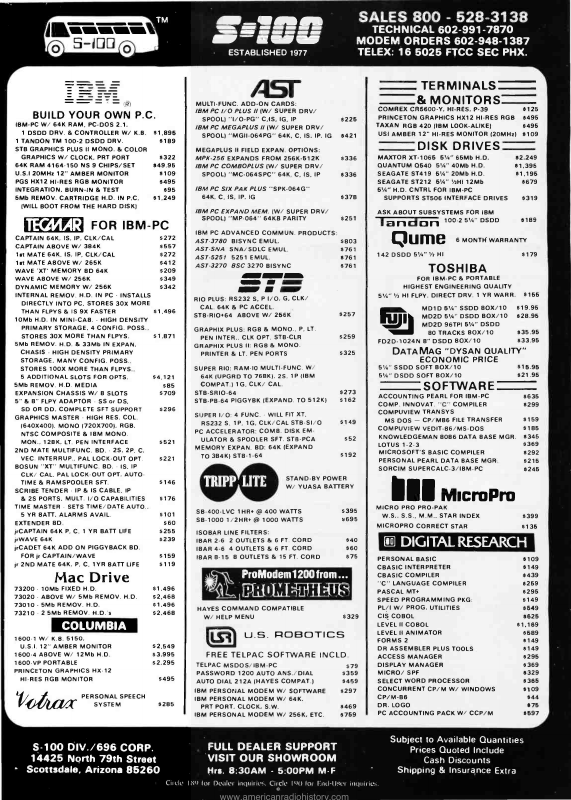 S-100
TM
S-100
ESTABLISHED 1977
SALES 800 - 528-3138
TECHNICAL 602-991-7870
MODEM ORDERS 602-948-1387
TELEX: 16 5025 FTCC SEC PHX.
IBM
BUILD YOUR OWN P.C.
IBM-PC W/ 64K RAM, PC-DOS 2.1,
1 DSDD DRV. & CONTROLLER W/ K.B. $1,896
1 TANDON TM 100-2 DSDD DRV. $189
STB GRAPHICS PLUS II MONO. & COLOR
GRAPHICS W/ CLOCK, PRT PORT $322
64K RAM 4164-150 NS 9 CHIPS/SET $49.95
U.S.I 20MHz 12" AMBER MONITOR $109
PGS HX12 HI-RES RGB MONITOR $495
INTEGRATION, BURN-IN & TEST $95
5Mb REMOV. CARTRIDGE H.D. IN P.C. $1,249
(WILL BOOT FROM THE HARD DISK)
TECMAR FOR IBM-PC
CAPTAIN 64K, IS, IP, CLK/CAL $272
CAPTAIN ABOVE W/ 384K $557
1st MATE 64K, IS, IP, CLK/CAL $272
1st MATE ABOVE W/ 265K $412
WAVE 'XT' MEMORY BD 64K $209
WAVE ABOVE W/ 256K $349
DYNAMIC MEMORY W/ 256K $342
INTERNAL REMOV. H.D. IN PC - INSTALLS
DIRECTLY INTO PC, STORES 30X MORE
THAN FLPYS & IS 9X FASTER $1,496
10Mb H.D. IN MINI-CAB. - HIGH DENSITY
PRIMARY STORAGE, 4 CONFIG. POSS.,
STORES 30X MORE THAN FLPYS. $1,871
5Mb REMOV. H.D. & 33Mb IN EXPAN.
CHASIS - HIGH DENSITY PRIMARY
STORAGE, MANY CONFIG. POSS.,
STORES 100X MORE THAN FLPYS..
5 ADDITIONAL SLOTS FOR OPTS. $4,121
5Mb REMOV. H.D. MEDIA $85
EXPANSION CHASSIS W/ 8 SLOTS $709
5" & 8" FLPY ADAPTOR - SS or DS,
SD OR DD, COMPLETE SFT SUPPORT $296
GRAPHICS MASTER - HIGH RES. COL.
(640X400), MONO (720X700), RGB,
NTSC COMPOSITE & IBM MONO.
MON., 128K, LT. PEN INTERFACE $521
2ND MATE MULTIFUNC. BD. - 2S, 2P, C,
VEC INTERRUP., PAL LOCK OUT OPT. $221
BOSUN 'XT' MULTIFUNC BD. - IS, IP
CLK/ CAL, PAL LOCK OUT OPT, AUTO-
TIME & RAMSPOOLER SFT. $146
SCRIBE TENDER - IP & IS CABLE, IP
& 2S PORTS, MULT. I/O CAPABILITIES $176
TIME MASTER - SETS TIME/DATE AUTO.,
5 YR BATT, ALARMS AVAIL. $101
EXTENDER BD. $60
jrCAPTAIN 64K P, C, 1 YR BATT LIFE $255
jrWAVE 64K $239
jrCADET 64K ADD ON PIGGYBACK BD.
FOR jr CAPTAIN/WAVE $159
jr 2ND MATE 64K, P, C, 1YR BATT LIFE $119
Mac Drive
73200 - 10Mb FIXED H.D. $1,496
73020 - ABOVE W/ 5Mb REMOV. H.D. $2,468
73010 - 5Mb REMOV. H.D. $1,496
73210 - 2 5Mb REMOV. H.D.'s $2,468
COLUMBIA
1600-1 W/ K.B. 5150,
U.S.I. 12" AMBER MONITOR $2,549
1600-4 ABOVE W/ 12Mb H.D. $3,995
1600-VP PORTABLE $2,295
PRINCETON GRAPHICS HX-12
HI-RES RGB MONITOR $495
Votrax PERSONAL SPEECH
SYSTEM $285
AST
MULTI-FUNC. ADD-ON CARDS:
IBM PC I/O PLUS II (W/ SUPER DRV/
SPOOL) "I/O-PG" C,IS, IG, IP $225
IBM PC MEGAPLUS II (W/ SUPER DRV/
SPOOL) "MGII-064PG" 64K, C, IS, IP, IG $421
MEGAPLUS II FIELD EXPAN. OPTIONS:
MPX-256 EXPANDS FROM 256K-512K $336
IBM PC COMBOPLUS (W/ SUPER DRV/
SPOOL) "MC-064SPC" 64K, C, IS, IP $336
IBM PC SIX PAK PLUS "SPX-064G"
64K, C, IS, IP, IG $378
IBM PC EXPAND MEM. (W/ SUPER DRV/
SPOOL) "MP-064" 64KB PARITY $251
IBM PC ADVANCED COMMUN. PRODUCTS:
AST-3780 BISYNC EMUL. $803
AST-SNA SNA/SDLC EMUL. $761
AST-5251 5251 EMUL. $761
AST-3270 BSC 3270 BISYNC $761
STB
RIO PLUS: RS232 S, P I/O, G, CLK/
CAL 64K & PC ACCEL.
STB-RIO+64 ABOVE W/ 256K $257
GRAPHIX PLUS: RGB & MONO., P, LT.
PEN INTER., CLK OPT. STB-CLR $259
GRAPHIX PLUS II: RGB & MONO.
PRINTER & LT. PEN PORTS $325
SUPER RIO: RAM-IO MULTI-FUNC. W/
64K (UPGRD TO 768K), 2S, 1P (IBM
COMPAT.) 1G, CLK/ CAL.
STB-SRIO-64 $273
STB-P8-64 PIGGYBK (EXPAND. TO 512K) $162
SUPER I/O: 4 FUNC. - WILL FIT XT,
RS232 S, 1P, 1G, CLK/CAL STB-S I/O $149
PC ACCELERATOR: COMB. DISK EM-
ULATOR & SPOOLER SFT. STB-PCA $52
MEMORY EXPAN. BD: 64K (EXPAND
TO 384K) STB-1-64 $192
TRIPP LITE STAND-BY POWER
W/ YUASA BATTERY
SB-400-LVC 1HR+ @ 400 WATTS $395
SB-1000 1/2HR+ @ 1000 WATTS $695
ISOBAR LINE FILTERS:
IBAR 2-6 2 OUTLETS & 6 FT. CORD $40
IBAR 4-6 4 OUTLETS & 6 FT. CORD $60
IBAR 8-15 8 OUTLETS & 15 FT. CORD $75
ProModem 1200 from ...
PROMETHEUS
HAYES COMMAND COMPATIBLE
W/ HELP MENU $329
USR U.S. ROBOTICS
FREE TELPAC SOFTWARE INCLD.
TELPAC MSDOS/IBM-PC $79
PASSWORD 1200 AUTO ANS./DIAL $359
AUTO DIAL 212A (HAYES COMPAT.) $459
IBM PERSONAL MODEM W/ SOFTWARE $297
IBM PERSONAL MODEM W/ 64K,
PRT PORT, CLOCK, S.W. $469
IBM PERSONAL MODEM W/ 256K, ETC. $759
TERMINALS
& MONITORS
COMREX CR5600-Y, HI-RES, P-39 $125
PRINCETON GRAPHICS HX12 HI-RES RGB $495
TAXAN RGB 420 (IBM LOOK-ALIKE) $495
USI AMBER 12" HI-RES MONITOR (20MHz) $109
DISK DRIVES
MAXTOR XT-1065 5¼" 65Mb H.D. $2,249
QUANTUM Q540 5¼" 40Mb H.D. $1,395
SEAGATE ST419 5¼" 20Mb H.D. $1,195
SEAGATE ST212 5¼" ½H 12Mb $679
5¼" H.D. CNTRL FOR IBM-PC
SUPPORTS ST506 INTERFACE DRIVES $319
ASK ABOUT SUBSYSTEMS FOR IBM
Tandon 100-2 5¼" DSDD $189
Qume 6 MONTH WARRANTY
142 DSDD 5¼" ½ HI $179
TOSHIBA
FOR IBM-PC & PORTABLE
HIGHEST ENGINEERING QUALITY
5¼" ½ HI FLPY. DIRECT DRV. 1 YR WARR. $165
FUJI
MD1D 5¼" SSDD BOX/10 $19.95
MD2D 5¼" DSDD BOX/10 $28.95
MD2D 96TPI 5¼" DSDD
80 TRACKS BOX/10 $35.95
FD2D-1024N 8" DSDD BOX/10 $33.95
DATAMAG "DYSAN QUALITY"
ECONOMIC PRICE
5¼" SSDD SOFT BOX/10 $15.95
5¼" DSDD SOFT BOX/10 $21.95
SOFTWARE
ACCOUNTING PEARL FOR IBM-PC $635
COMP. INNOVAT. "C" COMPILER $299
COMPUVIEW TRANSYS
MS DOS — CP/M86 FILE TRANSFER $159
COMPUVIEW VEDIT/86-MS/DOS $185
KNOWLEDGEMAN 8086 DATA BASE MGR. $345
LOTUS 1-2-3 $369
MICROSOFT'S BASIC COMPILER $292
PERSONAL PEARL DATA BASE MGR. $215
SORCIM SUPERCALC-3/IBM-PC $245
MICROPRO
MICRO PRO PRO-PAK
W.S., S.S., M.M., STAR INDEX $399
MICROPRO CORRECT STAR $135
DIGITAL RESEARCH
PERSONAL BASIC $109
CBASIC INTERPRETER $149
CBASIC COMPILER $439
"C" LANGUAGE COMPILER $259
PASCAL MT+ $295
SPEED PROGRAMMING PKG. $149
PL/I W/ PROG. UTILITIES $649
CIS COBOL $625
LEVEL II COBOL $1,189
LEVEL II ANIMATOR $689
FORMS 2 $149
DR ASSEMBLER PLUS TOOLS $149
ACCESS MANAGER $295
DISPLAY MANAGER $369
MICRO/ SPF $329
SELECT WORD PROCESSOR $365
CONCURRENT CP/M W/ WINDOWS $109
CP/M-86 $44
DR. LOGO $75
PC ACCOUNTING PACK W/ CCP/M $597
S-100 DIV./696 CORP.
14425 North 79th Street
Scottsdale, Arizona 85260
FULL DEALER SUPPORT
VISIT OUR SHOWROOM
Hrs. 8:30AM - 5:00PM M-F
Subject to Available Quantities
Prices Quoted Include
Cash Discounts
Shipping & Insurance Extra
Circle 189 for Dealer inquiries. Circle 190 for End-User inquiries.
www.americanradiohistory.com